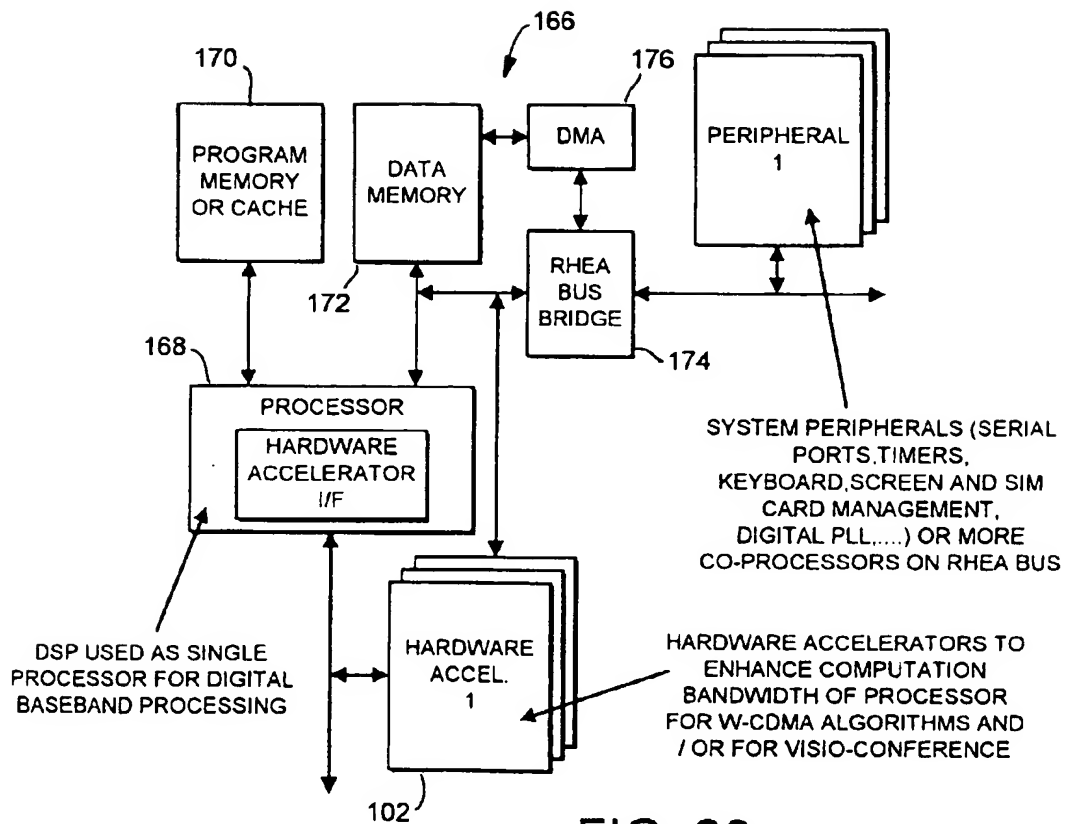 166
170
176
PROGRAM
MEMORY
OR CACHE
DATA
MEMORY
DMA
PERIPHERAL
1
172
RHEA
BUS
BRIDGE
174
168
PROCESSOR
HARDWARE
ACCELERATOR
I/F
SYSTEM PERIPHERALS (SERIAL
PORTS,TIMERS,
KEYBOARD,SCREEN AND SIM
CARD MANAGEMENT,
DIGITAL PLL,....) OR MORE
CO-PROCESSORS ON RHEA BUS
DSP USED AS SINGLE
PROCESSOR FOR DIGITAL
BASEBAND PROCESSING
HARDWARE
ACCEL.
1
HARDWARE ACCELERATORS TO
ENHANCE COMPUTATION
BANDWIDTH OF PROCESSOR
FOR W-CDMA ALGORITHMS AND
/ OR FOR VISIO-CONFERENCE
102
FIG.